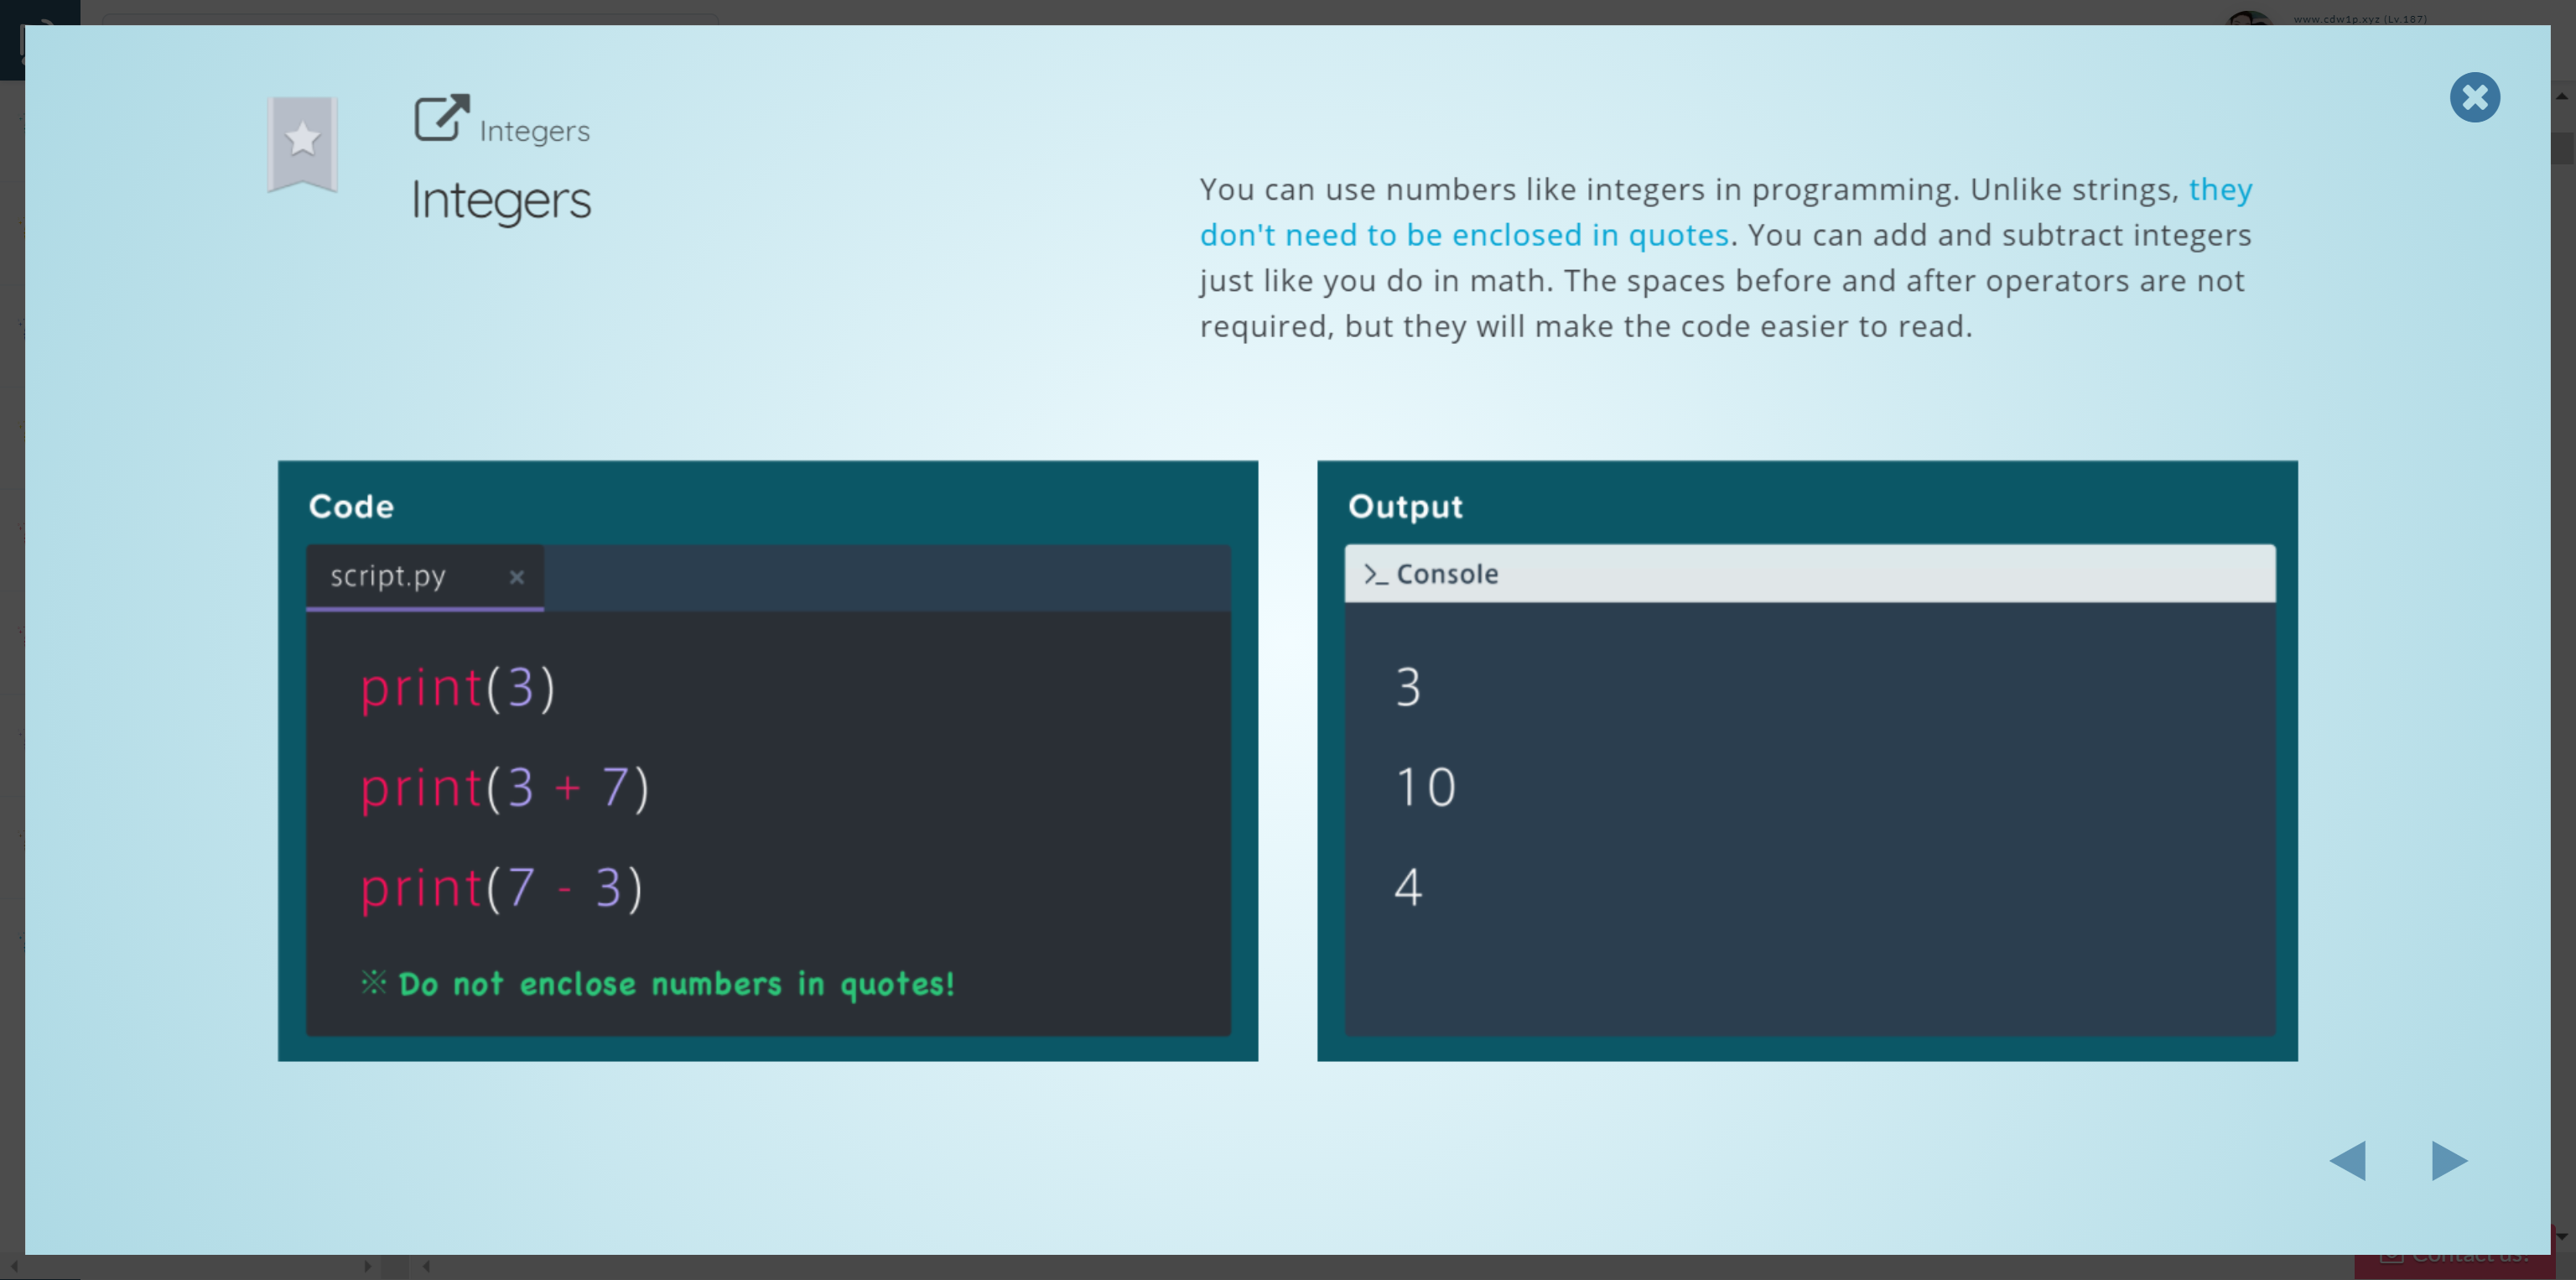 www.cdw1p.xyz (Lv.187)
Integers
Integers
You can use numbers like integers in programming. Unlike strings, they
don't need to be enclosed in quotes. You can add and subtract integers
just like you do in math. The spaces before and after operators are not
required, but they will make the code easier to read.
Code
script.py ×
print(3)
print(3 + 7)
print(7 - 3)
※ Do not enclose numbers in quotes!
Output
>_ Console
3
10
4
Contact us!